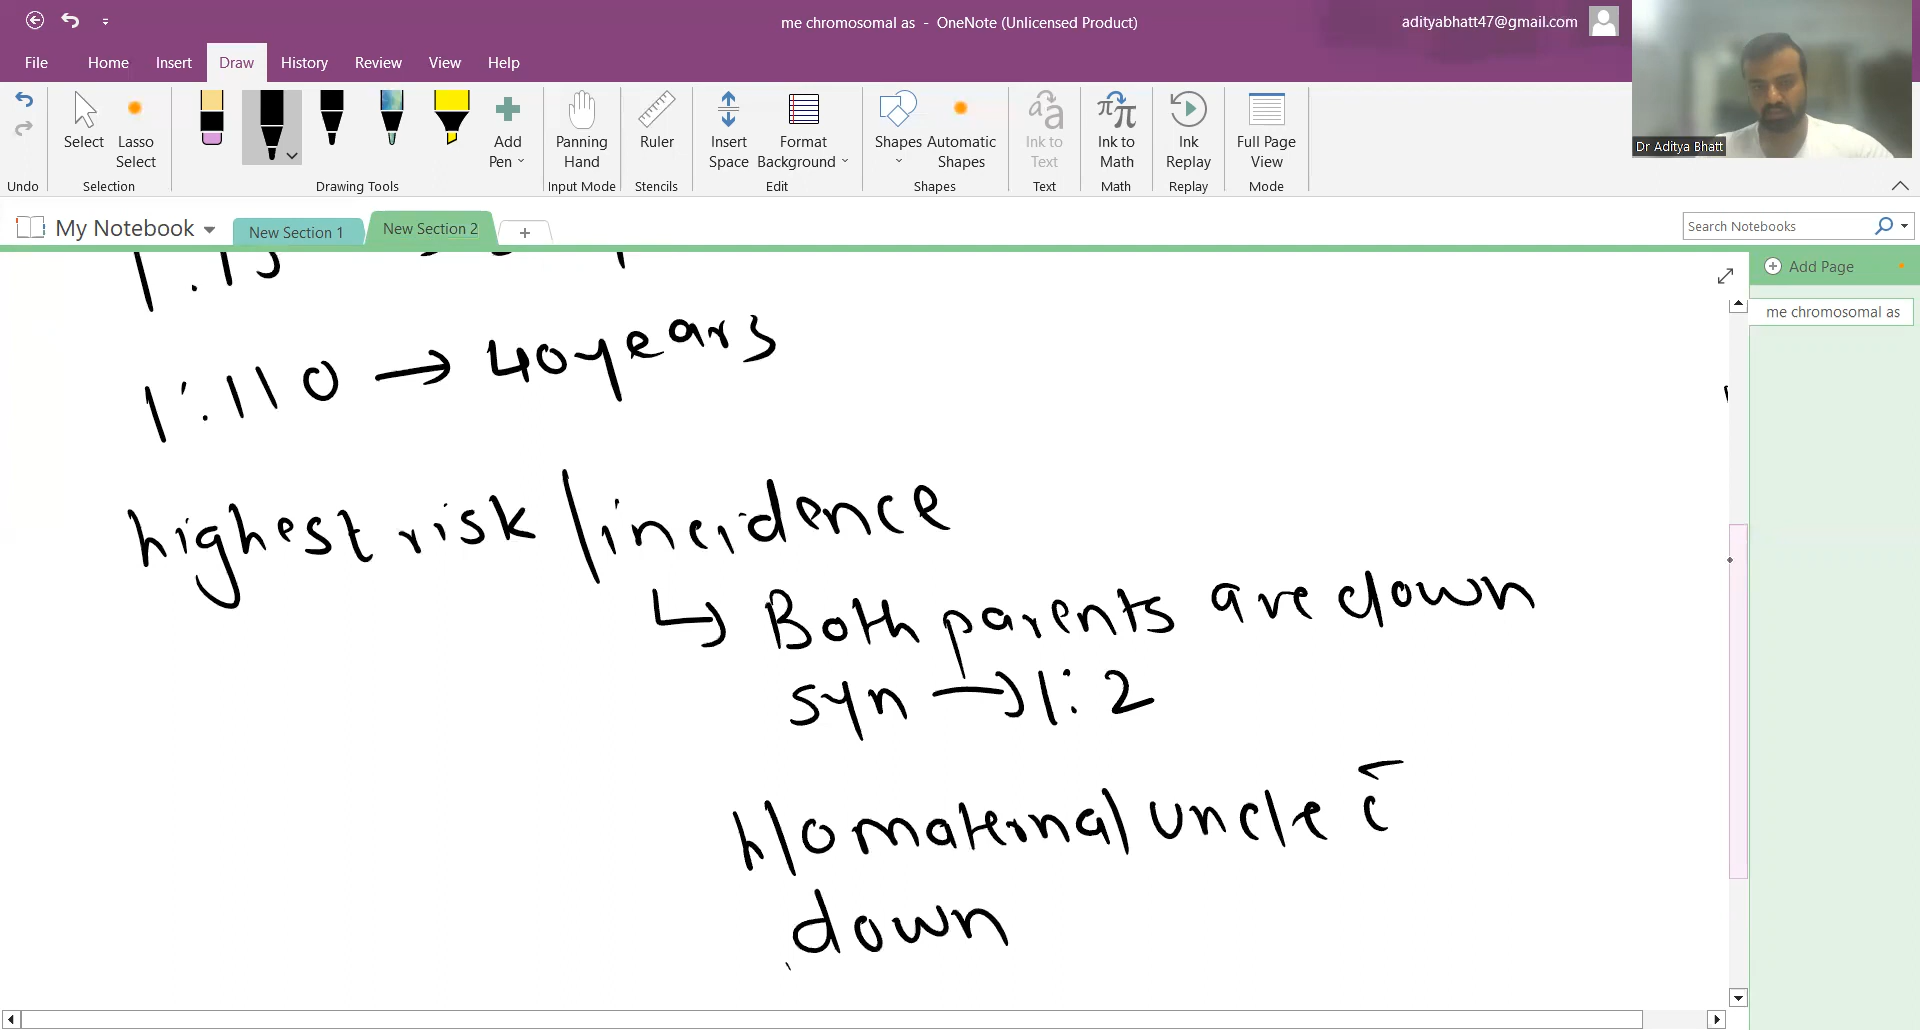 me chromosomal as - OneNote (Unlicensed Product)
adityabhatt47@gmail.com
File Home Insert Draw History Review View Help
Select
Lasso Select
Add Pen
Panning Hand
Ruler
Insert Space
Format Background
Shapes
Automatic Shapes
Ink to Text
Ink to Math
Ink Replay
Full Page View
Undo Selection Drawing Tools Input Mode Stencils Edit Shapes Text Math Replay Mode
Dr Aditya Bhatt
My Notebook
New Section 1
New Section 2
Search Notebooks
Add Page
me chromosomal as
1:110 → 40 years
highest risk / incidence
↳ Both parents are down
syn → 1:2
h/o maternal uncle c̄
down